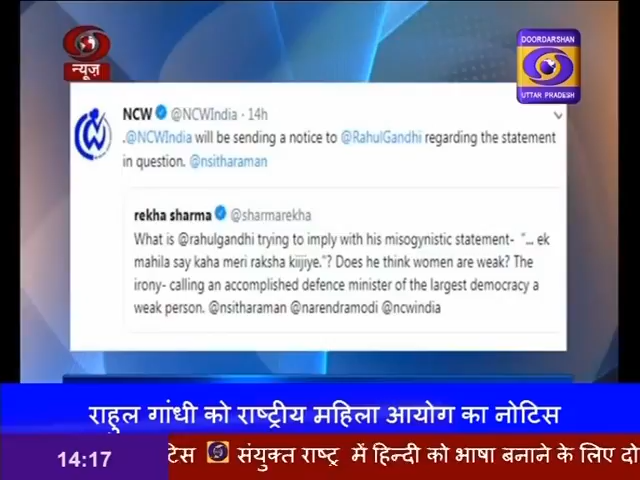 न्यूज़
DOORDARSHAN
UTTAR PRADESH
NCW @NCWIndia · 14h
.@NCWIndia will be sending a notice to @RahulGandhi regarding the statement
in question. @nsitharaman
rekha sharma @sharmarekha
What is @rahulgandhi trying to imply with his misogynistic statement- "... ek
mahila say kaha meri raksha kiijiye."? Does he think women are weak? The
irony- calling an accomplished defence minister of the largest democracy a
weak person. @nsitharaman @narendramodi @ncwindia
राहुल गांधी को राष्ट्रीय महिला आयोग का नोटिस
14:17
टिस संयुक्त राष्ट्र में हिन्दी को भाषा बनाने के लिए दो